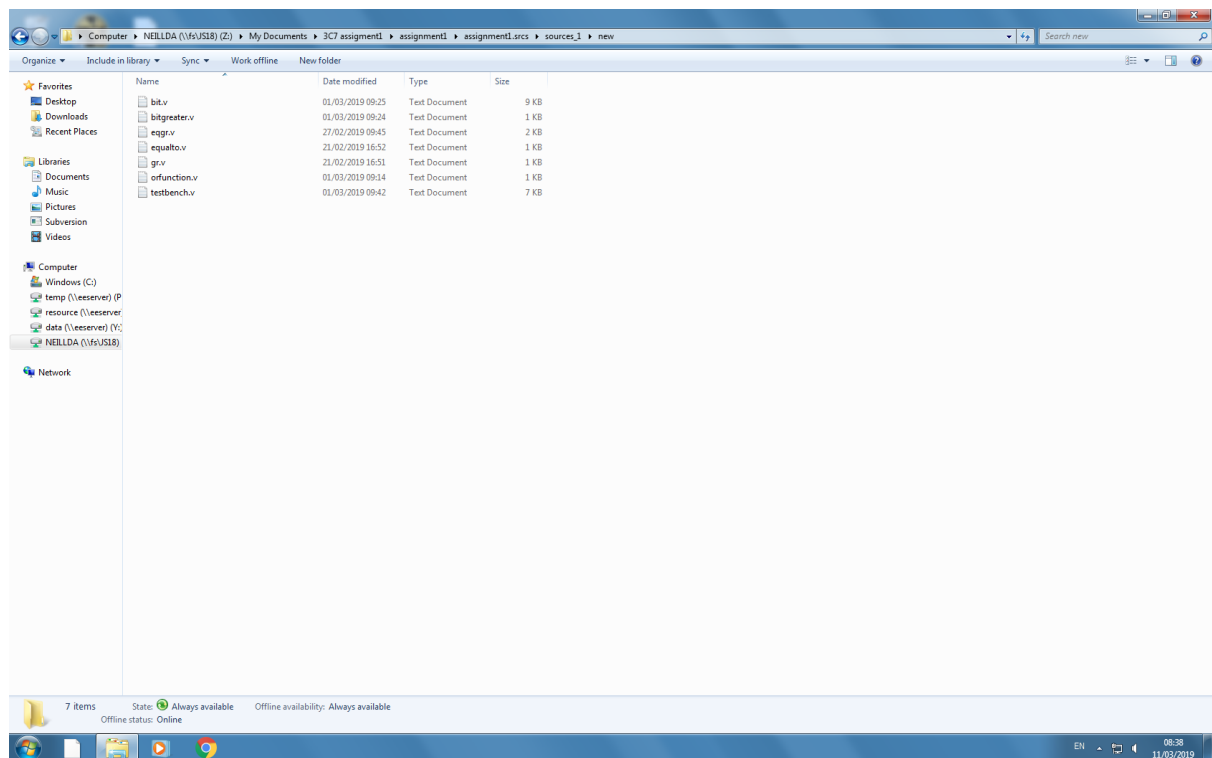 Computer ▸ NEILLDA (\\fs\JS18) (Z:) ▸ My Documents ▸ 3C7 assigment1 ▸ assignment1 ▸ assignment1.srcs ▸ sources_1 ▸ new
Search new
Organize Include in library Sync Work offline New folder
Favorites
Desktop
Downloads
Recent Places
Libraries
Documents
Music
Pictures
Subversion
Videos
Computer
Windows (C:)
temp (\\eeserver) (P
resource (\\eeserver
data (\\eeserver) (Y:)
NEILLDA (\\fs\JS18)
Network
Name Date modified Type Size
bit.v 01/03/2019 09:25 Text Document 9 KB
bitgreater.v 01/03/2019 09:24 Text Document 1 KB
eqgr.v 27/02/2019 09:45 Text Document 2 KB
equalto.v 21/02/2019 16:52 Text Document 1 KB
gr.v 21/02/2019 16:51 Text Document 1 KB
orfunction.v 01/03/2019 09:14 Text Document 1 KB
testbench.v 01/03/2019 09:42 Text Document 7 KB
7 items State: Always available Offline availability: Always available
Offline status: Online
EN 08:38
11/03/2019